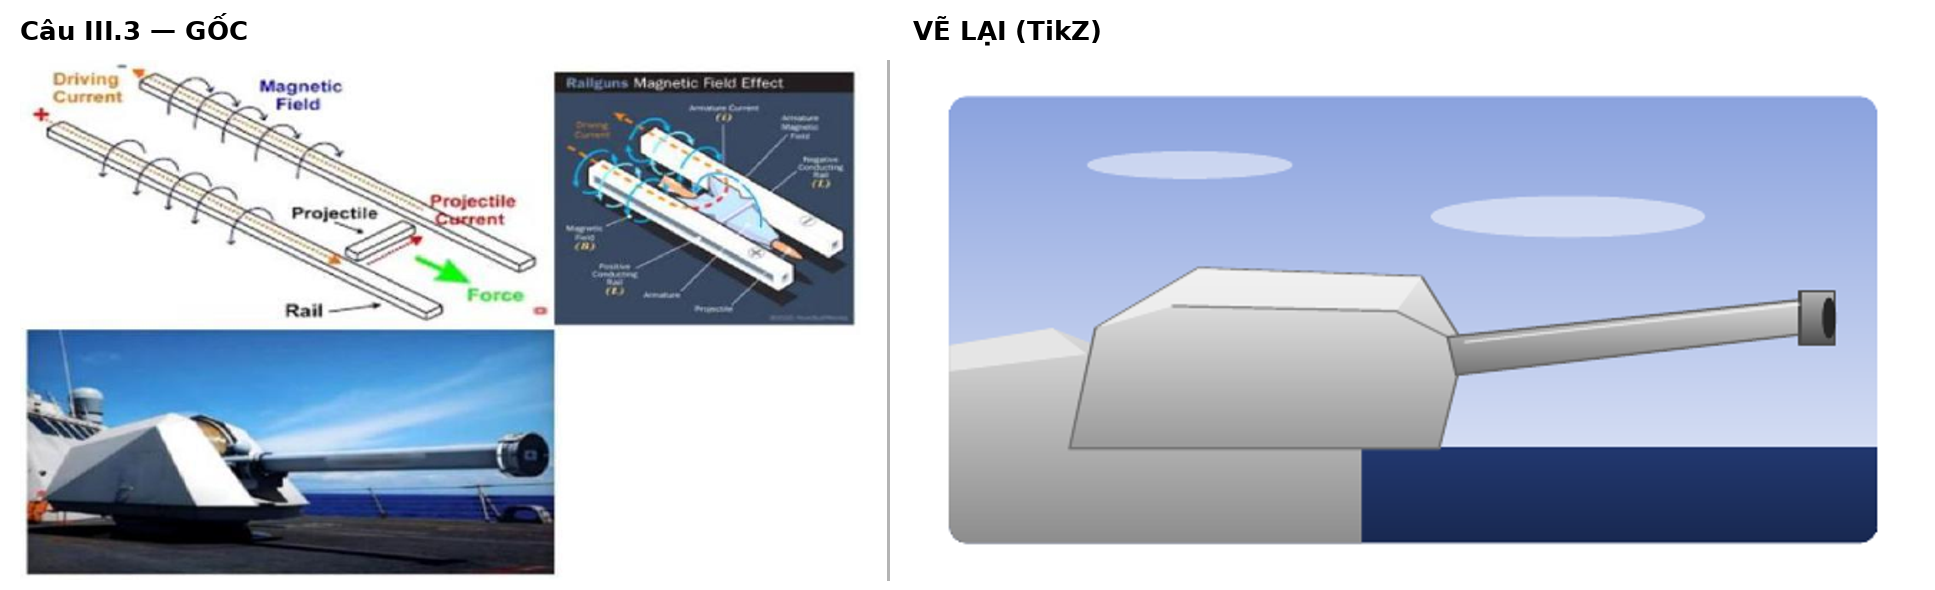 Câu III.3 — GỐC
VẼ LẠI (TikZ)
Driving
Current
−
+
Magnetic
Field
Projectile
Projectile
Current
Force
Rail
Railguns Magnetic Field Effect
Armature Current
(I)
Driving
Current
Armature
Magnetic
Field
Negative
Conducting
Rail
(L)
Magnetic
Field
(B)
Positive
Conducting
Rail
(L)
Armature
Projectile